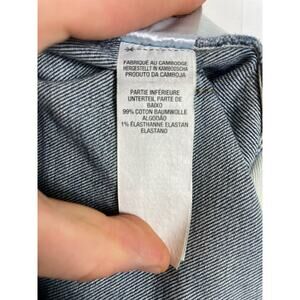 FABRIQUÉ AU CAMBODGE
HERGESTELLT IN KAMBODSCHA
PRODUTO DA CAMBOJA
PARTIE INFÉRIEURE
UNTERTEIL, PARTE DE
BAIXO
99% COTON BAUMWOLLE
ALGODÃO
1% ÉLASTHANNE ELASTAN
ELASTANO